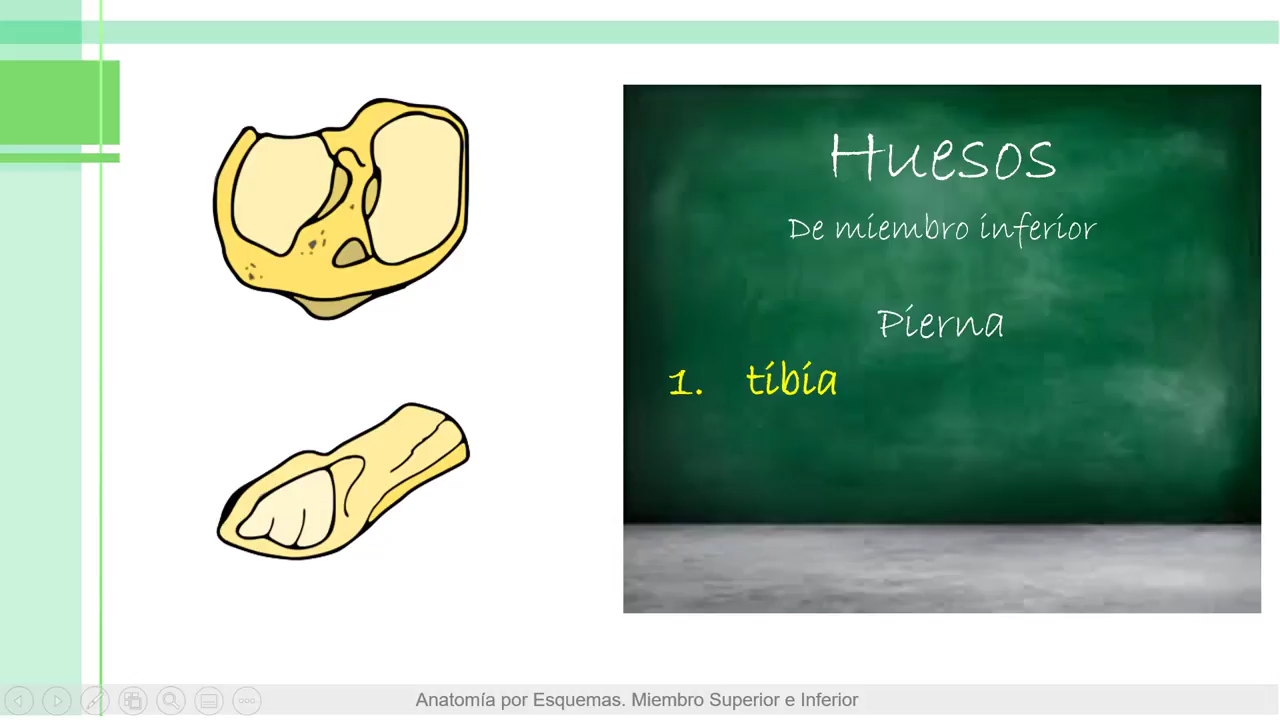 Huesos
De miembro inferior
Pierna
1. tibia
Anatomía por Esquemas. Miembro Superior e Inferior